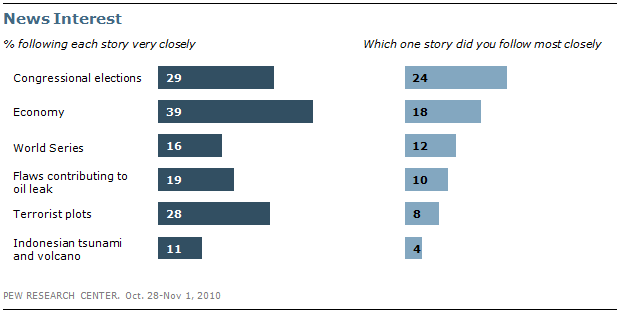 News Interest
% following each story very closely
Which one story did you follow most closely
Congressional elections 29 24
Economy 39 18
World Series 16 12
Flaws contributing to
oil leak 19 10
Terrorist plots 28 8
Indonesian tsunami
and volcano 11 4
PEW RESEARCH CENTER. Oct. 28-Nov 1, 2010